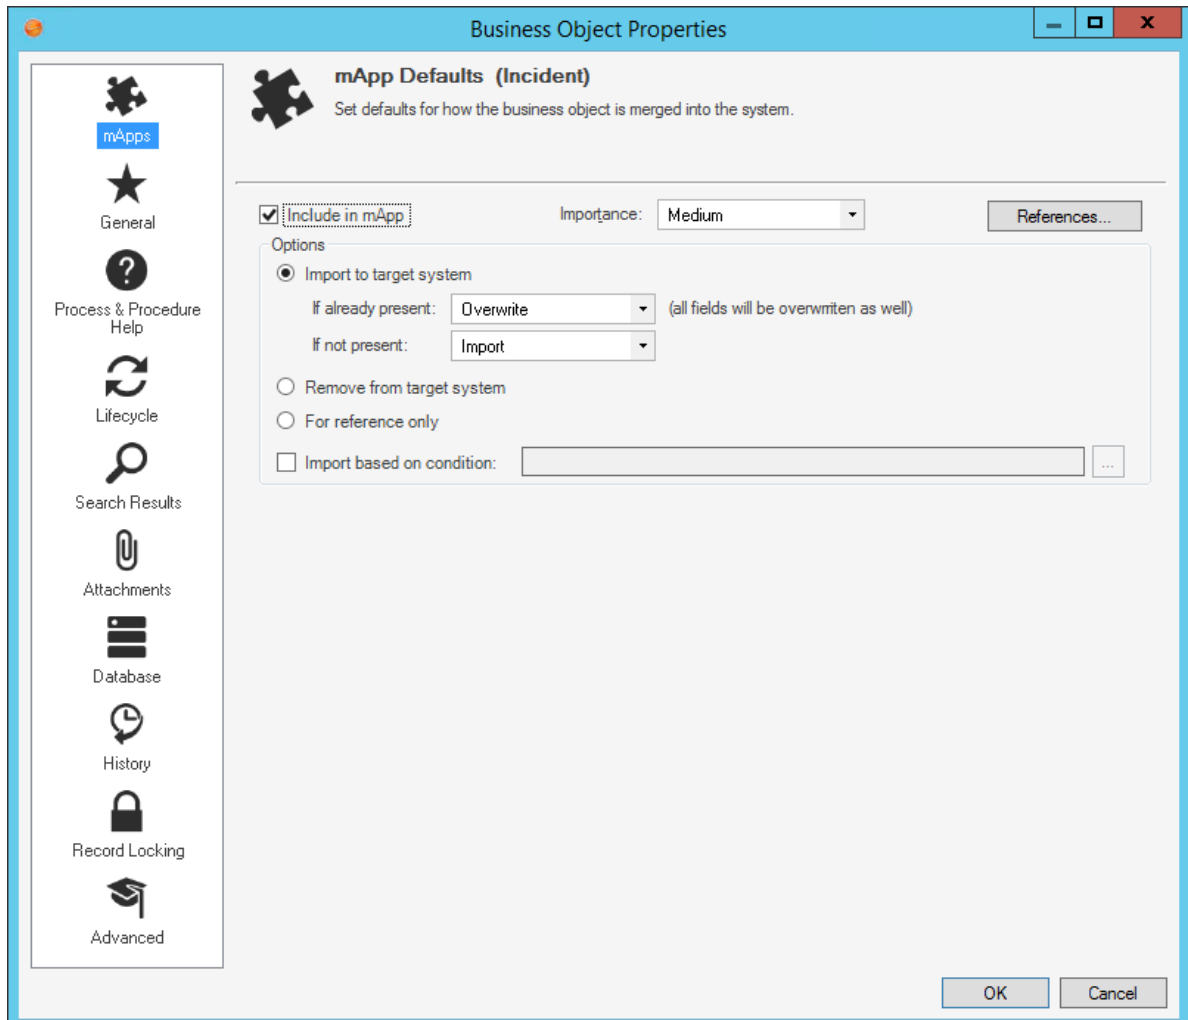 Business Object Properties
mApps
General
Process & Procedure
Help
Lifecycle
Search Results
Attachments
Database
History
Record Locking
Advanced
mApp Defaults (Incident)
Set defaults for how the business object is merged into the system.
Include in mApp
Importance: Medium
References...
Options
Import to target system
If already present: Overwrite (all fields will be overwriten as well)
If not present: Import
Remove from target system
For reference only
Import based on condition: ...
OK Cancel